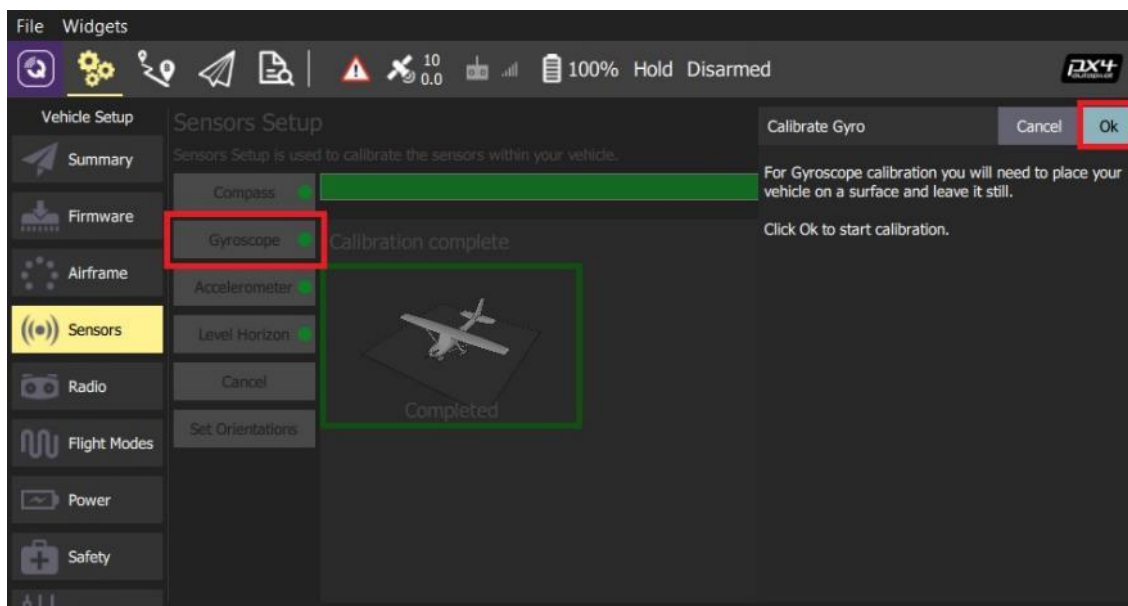 File Widgets
10
0.0
100% Hold Disarmed
px4
autopilot
Vehicle Setup
Summary
Firmware
Airframe
Sensors
Radio
Flight Modes
Power
Safety
Sensors Setup
Sensors Setup is used to calibrate the sensors within your vehicle.
Compass
Gyroscope
Accelerometer
Level Horizon
Cancel
Set Orientations
Calibration complete
Completed
Calibrate Gyro
Cancel
Ok
For Gyroscope calibration you will need to place your
vehicle on a surface and leave it still.
Click Ok to start calibration.